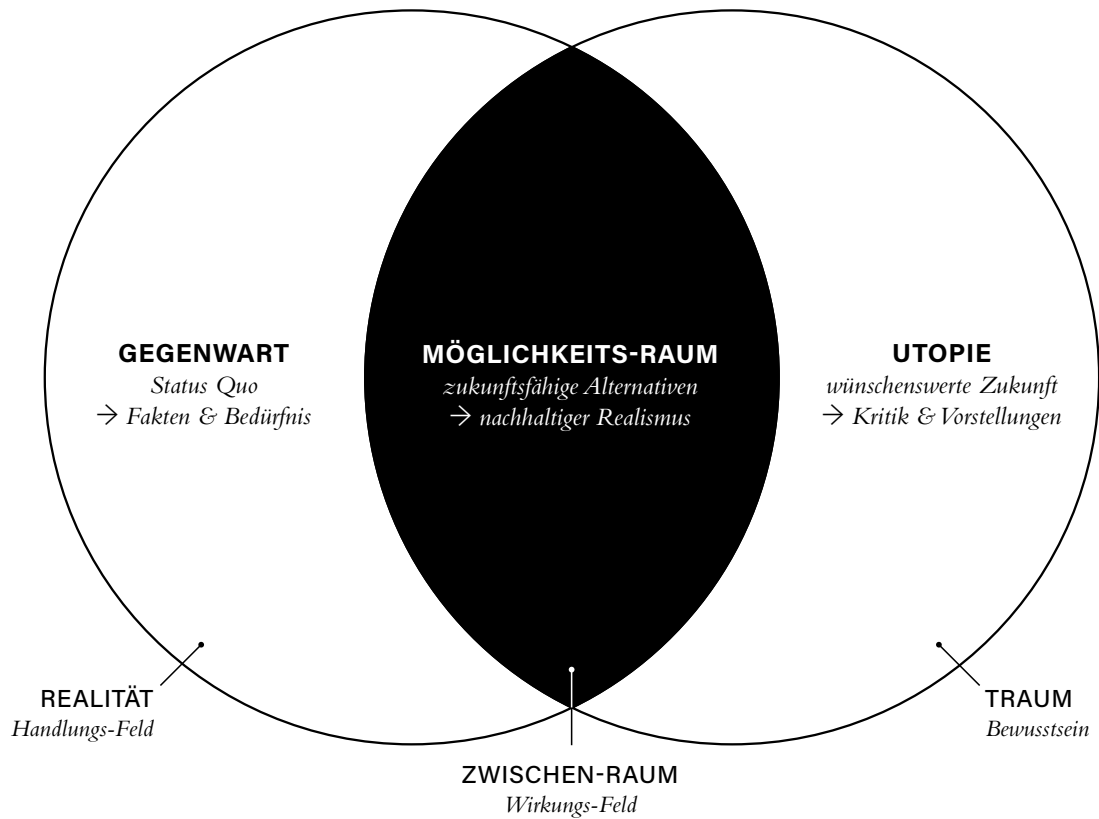 GEGENWART
Status Quo
→ Fakten & Bedürfnis
MÖGLICHKEITS-RAUM
zukunftsfähige Alternativen
→ nachhaltiger Realismus
UTOPIE
wünschenswerte Zukunft
→ Kritik & Vorstellungen
REALITÄT
Handlungs-Feld
ZWISCHEN-RAUM
Wirkungs-Feld
TRAUM
Bewusstsein